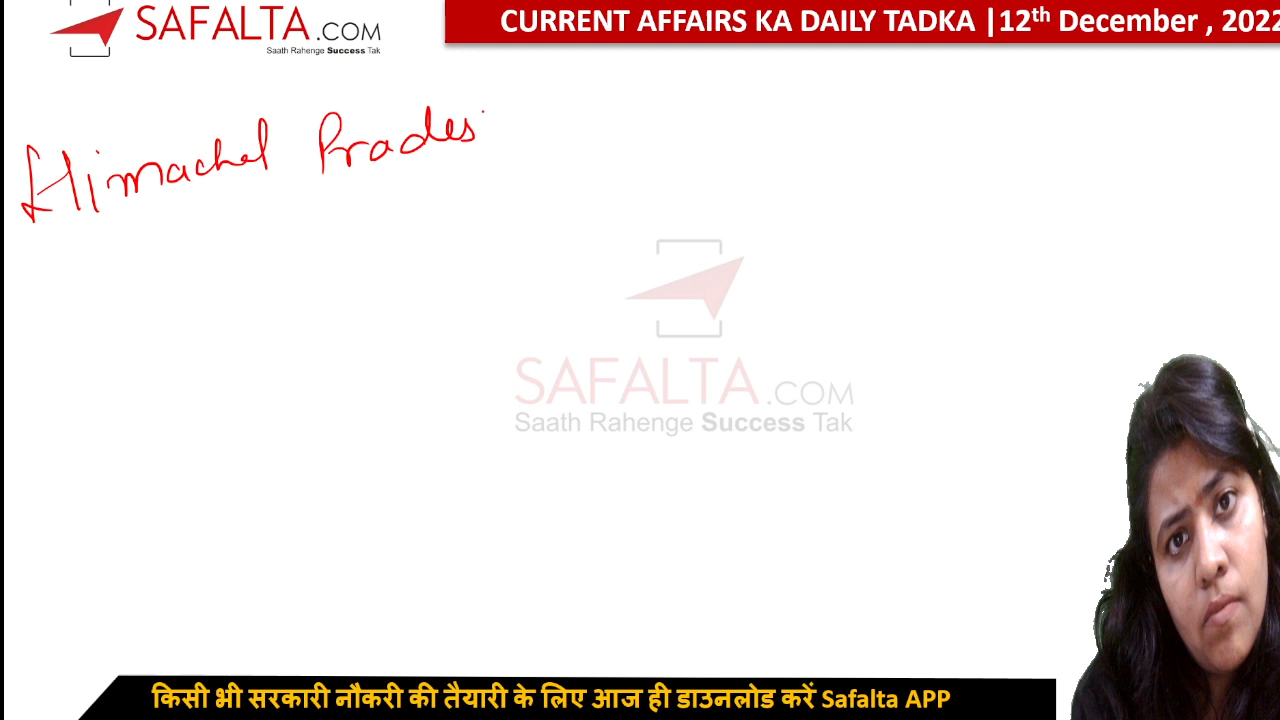 SAFALTA.COM
Saath Rahenge Success Tak
CURRENT AFFAIRS KA DAILY TADKA |12th December , 2022
Himachal Prades
SAFALTA.COM
Saath Rahenge Success Tak
किसी भी सरकारी नौकरी की तैयारी के लिए आज ही डाउनलोड करें Safalta APP